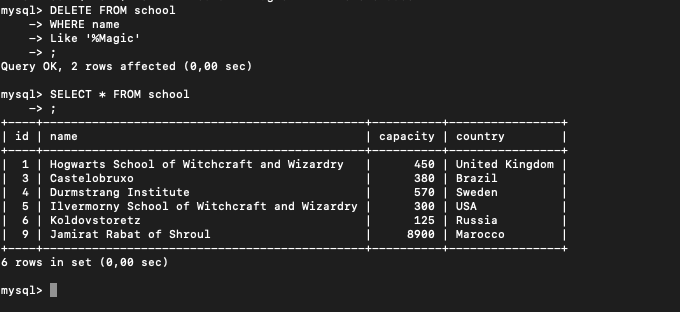 mysql> DELETE FROM school
    -> WHERE name
    -> Like '%Magic'
    -> ;
Query OK, 2 rows affected (0,00 sec)
mysql> SELECT * FROM school
    -> ;
+----+----------------------------------------------+----------+----------------+
| id | name                                         | capacity | country        |
+----+----------------------------------------------+----------+----------------+
|  1 | Hogwarts School of Witchcraft and Wizardry   |      450 | United Kingdom |
|  3 | Castelobruxo                                 |      380 | Brazil         |
|  4 | Durmstrang Institute                         |      570 | Sweden         |
|  5 | Ilvermorny School of Witchcraft and Wizardry |      300 | USA            |
|  6 | Koldovstoretz                                |      125 | Russia         |
|  9 | Jamirat Rabat of Shroul                      |     8900 | Marocco        |
+----+----------------------------------------------+----------+----------------+
6 rows in set (0,00 sec)
mysql>